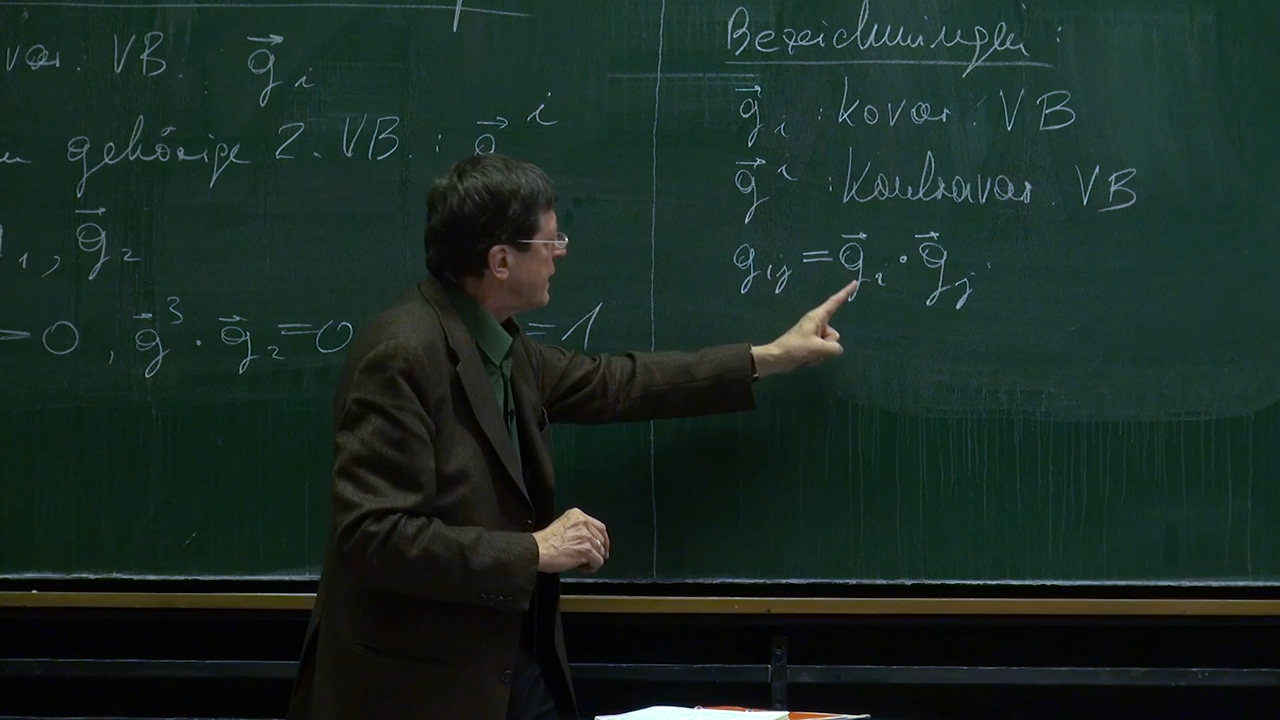 var. VB. g⃗ᵢ
gehörige 2. VB. : g⃗ⁱ
₁ , g⃗₂
= 0 , g⃗³ · g⃗₂ = 0 = 1
Bezeichnungen :
g⃗ᵢ : kovar. VB
g⃗ⁱ : kontravar. VB
gᵢⱼ = g⃗ᵢ · g⃗ⱼ